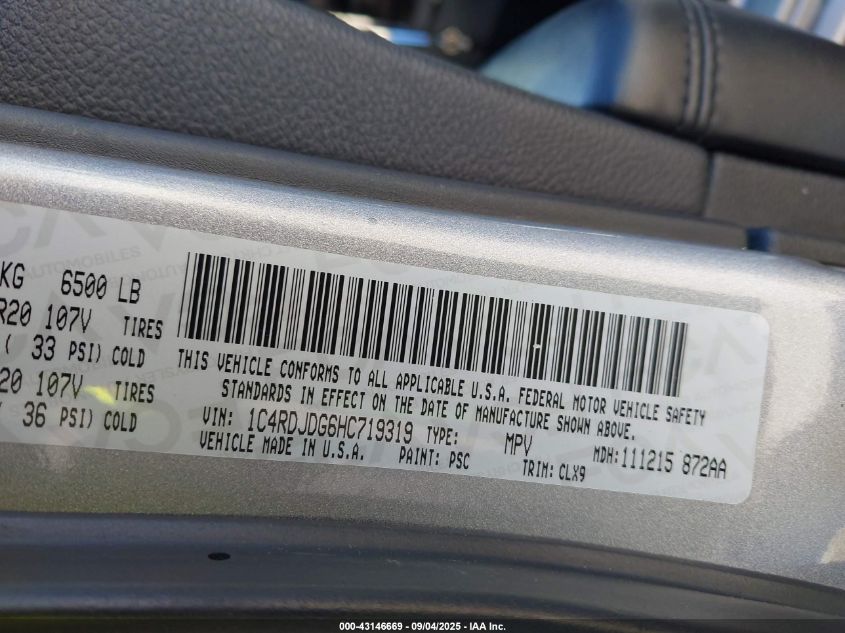 KG 6500 LB
R20 107V TIRES
( 33 PSI) COLD
20 107V TIRES
( 36 PSI) COLD
THIS VEHICLE CONFORMS TO ALL APPLICABLE U.S.A. FEDERAL MOTOR VEHICLE SAFETY
STANDARDS IN EFFECT ON THE DATE OF MANUFACTURE SHOWN ABOVE.
VIN: 1C4RDJDG6HC719319 TYPE: MPV MDH:111215 872AA
VEHICLE MADE IN U.S.A. PAINT: PSC TRIM: CLX9
000-43146669 - 09/04/2025 - IAA Inc.